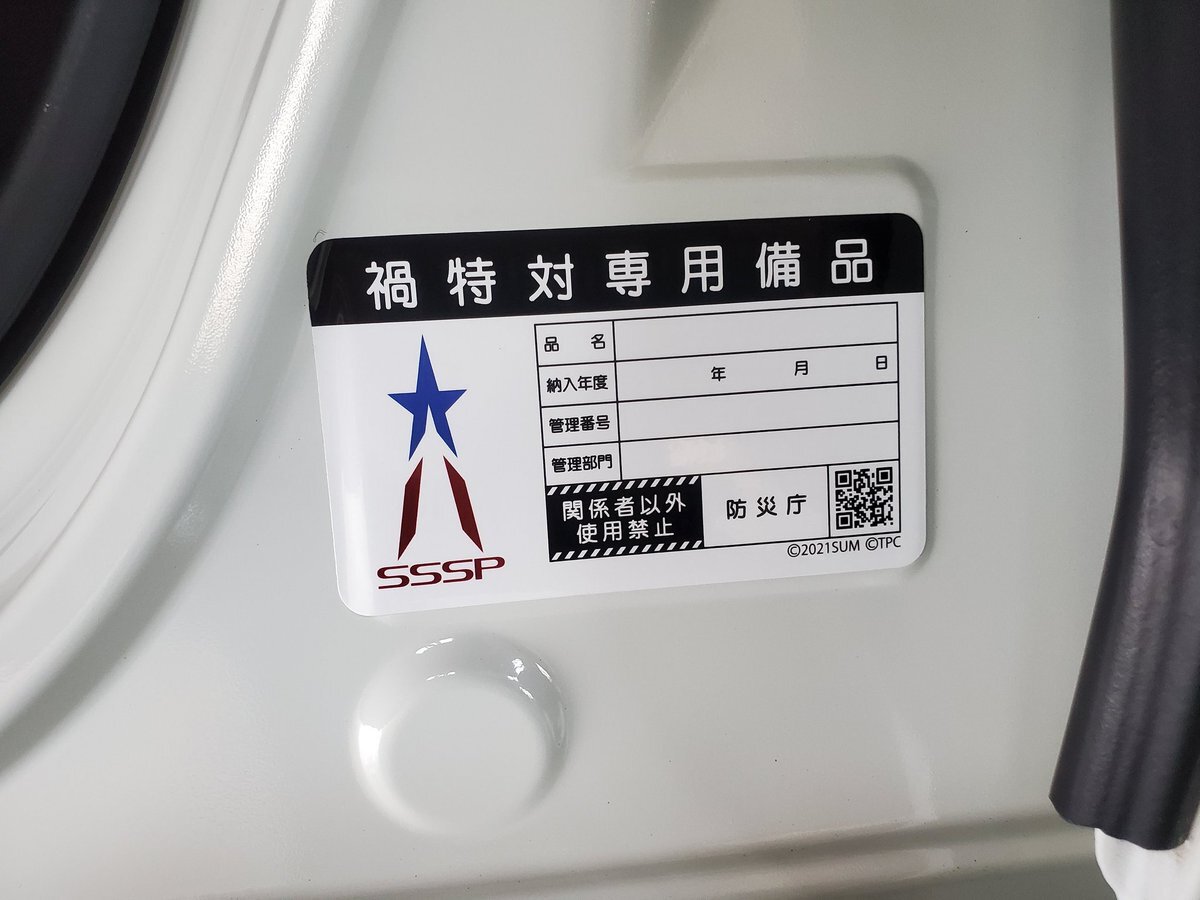 禍特対専用備品
品 名
納入年度 年 月 日
管理番号
管理部門
関係者以外
使用禁止
防災庁
SSSP
©2021SUM ©TPC